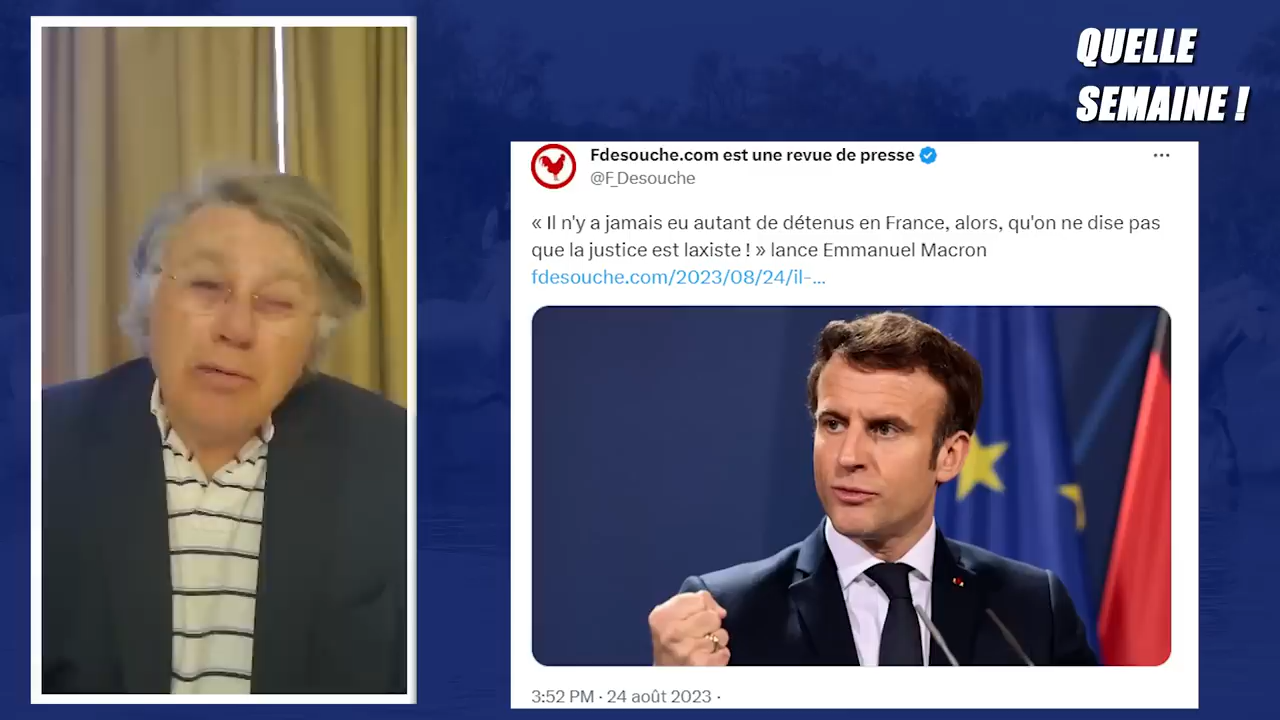 QUELLE
SEMAINE !
Fdesouche.com est une revue de presse
@F_Desouche
« Il n'y a jamais eu autant de détenus en France, alors, qu'on ne dise pas
que la justice est laxiste ! » lance Emmanuel Macron
fdesouche.com/2023/08/24/il-...
3:52 PM · 24 août 2023 ·